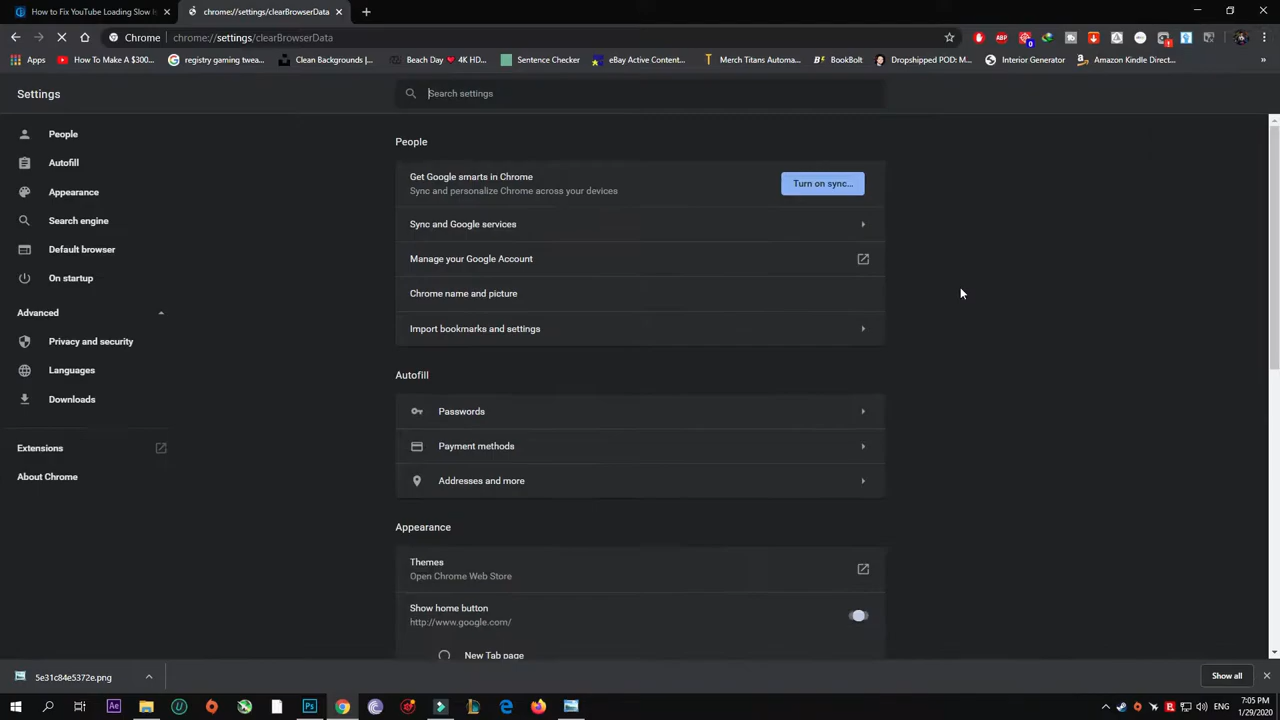 How to Fix YouTube Loading Slow I
chrome://settings/clearBrowserData
Chrome
chrome://settings/clearBrowserData
Apps
How To Make A $300...
registry gaming twea...
Clean Backgrounds |...
Beach Day ❤ 4K HD...
Sentence Checker
eBay Active Content...
Merch Titans Automa...
BookBolt
Dropshipped POD: M...
Interior Generator
Amazon Kindle Direct...
Settings
Search settings
People
Autofill
Appearance
Search engine
Default browser
On startup
Advanced
Privacy and security
Languages
Downloads
Extensions
About Chrome
People
Get Google smarts in Chrome
Sync and personalize Chrome across your devices
Turn on sync...
Sync and Google services
Manage your Google Account
Chrome name and picture
Import bookmarks and settings
Autofill
Passwords
Payment methods
Addresses and more
Appearance
Themes
Open Chrome Web Store
Show home button
http://www.google.com/
New Tab page
5e31c84e5372e.png
Show all
ENG
7:05 PM
1/29/2020